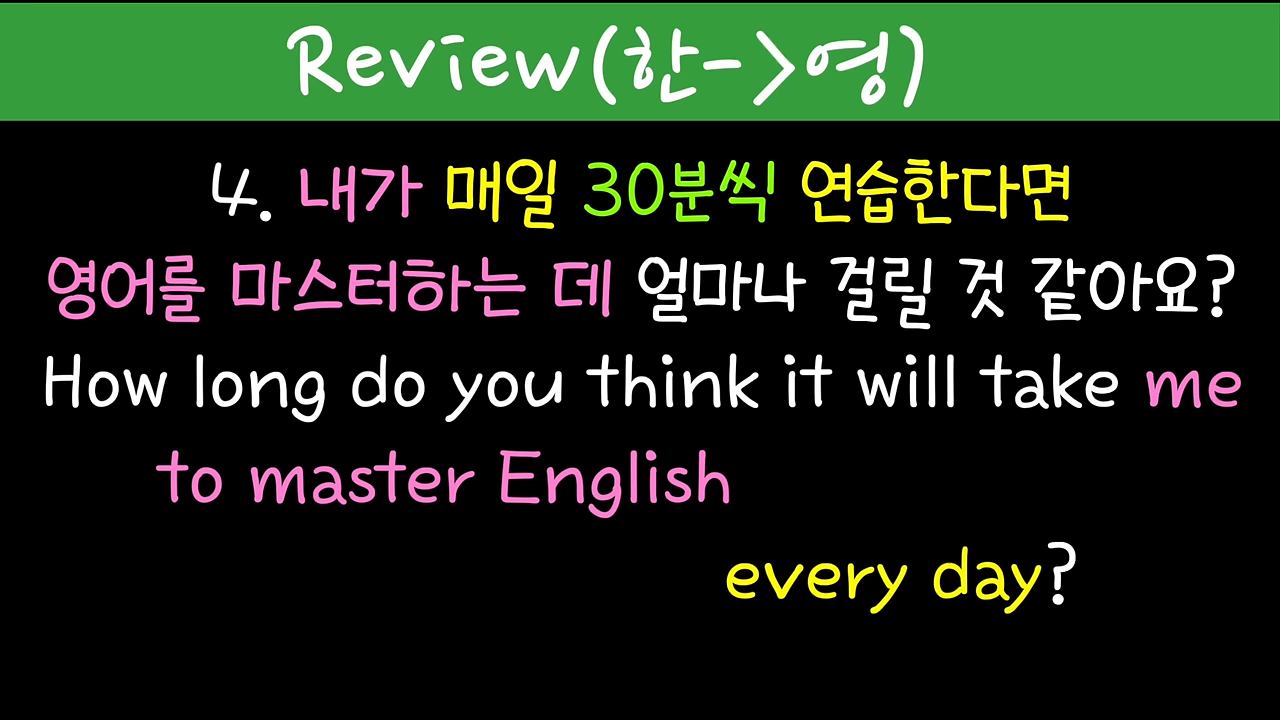 Review(한->영)
4. 내가 매일 30분씩 연습한다면
영어를 마스터하는 데 얼마나 걸릴 것 같아요?
How long do you think it will take me
to master English
every day?